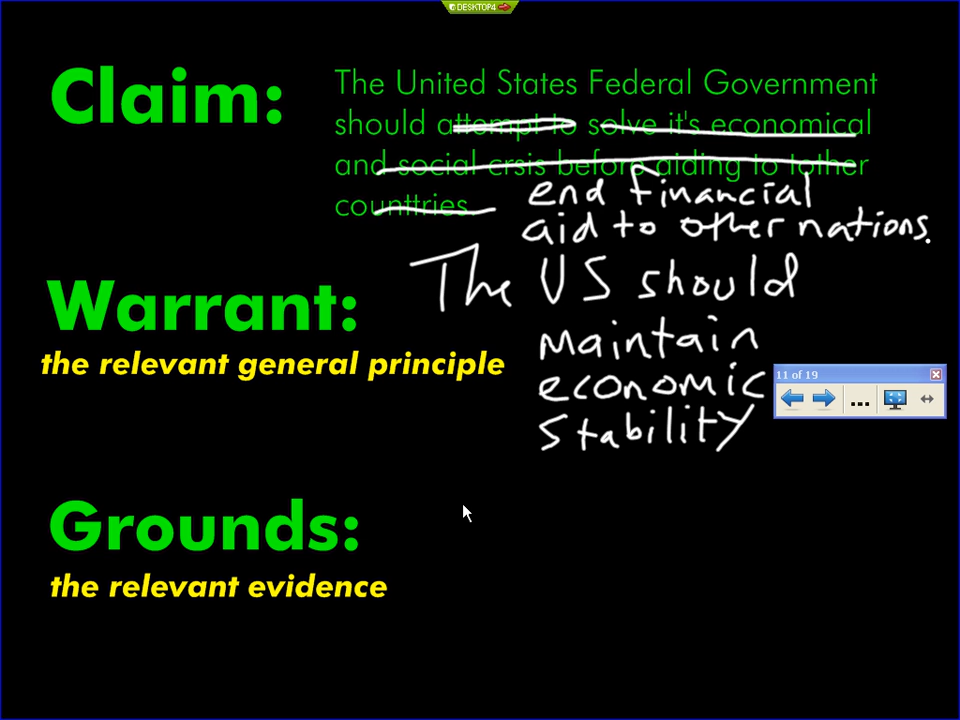 DESKTOP4
Claim:
The United States Federal Government
should attempt to solve it's economical
and social crsis before aiding to tother
counttries.
end financial
aid to other nations.
Warrant:
the relevant general principle
The US should
maintain
economic
stability
11 of 19
...
Grounds:
the relevant evidence